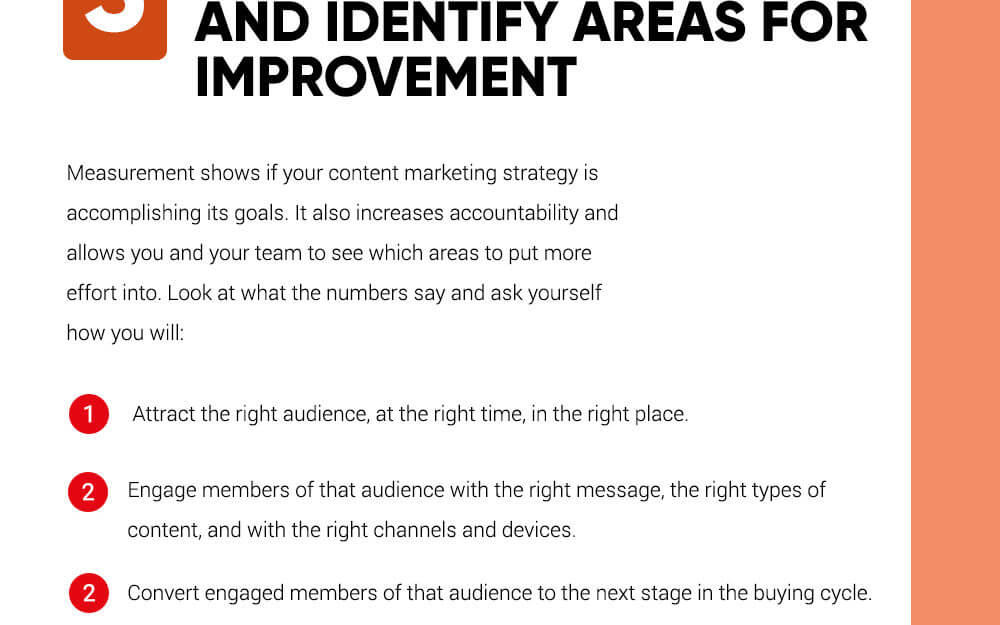 AND IDENTIFY AREAS FOR
IMPROVEMENT
Measurement shows if your content marketing strategy is
accomplishing its goals. It also increases accountability and
allows you and your team to see which areas to put more
effort into. Look at what the numbers say and ask yourself
how you will:
1 Attract the right audience, at the right time, in the right place.
2 Engage members of that audience with the right message, the right types of
content, and with the right channels and devices.
2 Convert engaged members of that audience to the next stage in the buying cycle.